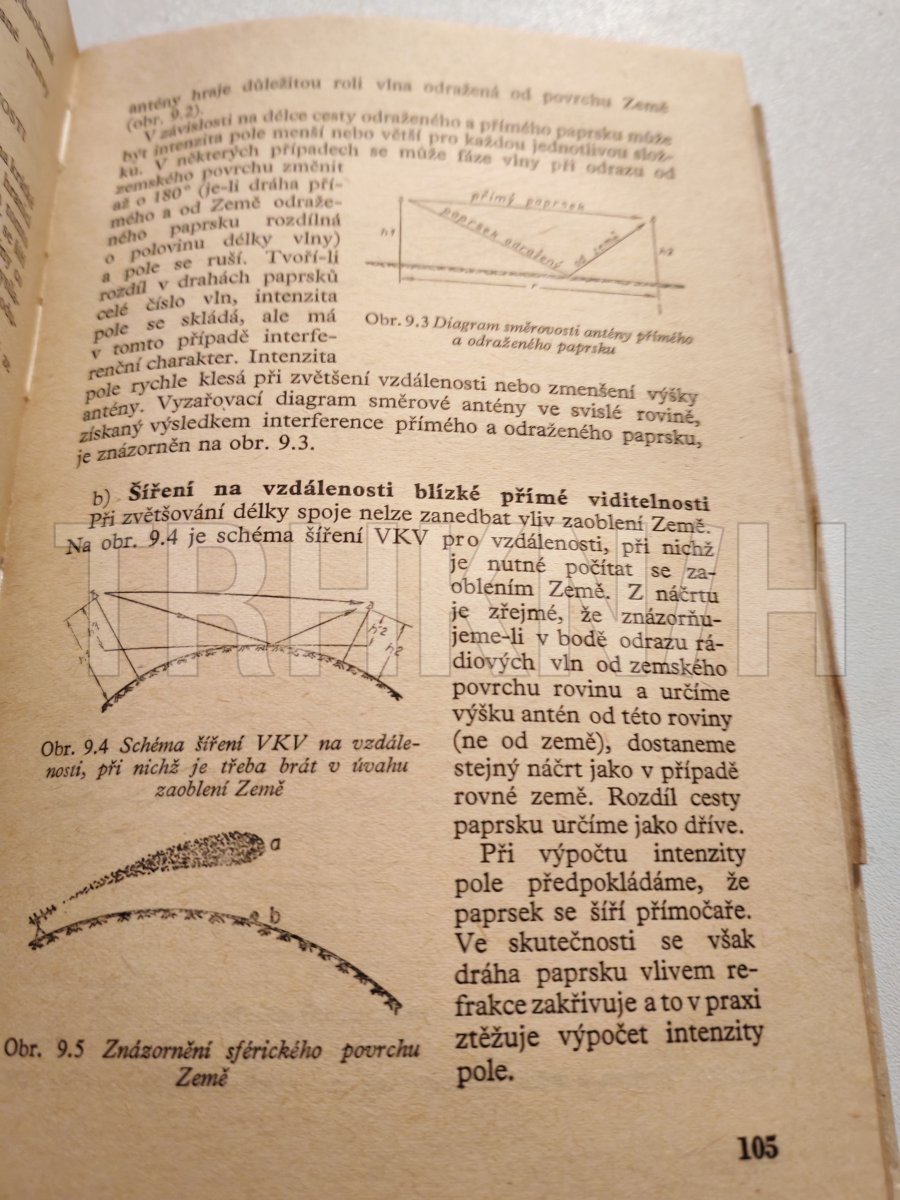 antény hraje důležitou roli vlna odražená od povrchu Země
(obr. 9.2).
V závislosti na délce cesty odraženého a přímého paprsku může
být intenzita pole menší nebo větší pro každou jednotlivou slož-
ku. V některých případech se může fáze vlny při odrazu od
zemského povrchu změnit
až o 180° (je-li dráha pří-
mého a od Země odraže-
ného paprsku rozdílná
o polovinu délky vlny)
a pole se ruší. Tvoří-li
rozdíl v drahách paprsků
celé číslo vln, intenzita
pole se skládá, ale má
v tomto případě interfe-
renční charakter. Intenzita
přímý paprsek
paprsek odražený od země
h1
h2
r
Obr. 9.3 Diagram směrovosti antény přímého
a odraženého paprsku
pole rychle klesá při zvětšení vzdálenosti nebo zmenšení výšky
antény. Vyzařovací diagram směrové antény ve svislé rovině,
získaný výsledkem interference přímého a odraženého paprsku,
je znázorněn na obr. 9.3.
b) Šíření na vzdálenosti blízké přímé viditelnosti
Při zvětšování délky spoje nelze zanedbat vliv zaoblení Země.
Na obr. 9.4 je schéma šíření VKV pro vzdálenosti, při nichž
je nutné počítat se za-
oblením Země. Z náčrtu
je zřejmé, že znázorňu-
jeme-li v bodě odrazu rá-
diových vln od zemského
povrchu rovinu a určíme
výšku antén od této roviny
(ne od země), dostaneme
stejný náčrt jako v případě
rovné země. Rozdíl cesty
paprsku určíme jako dříve.
Při výpočtu intenzity
pole předpokládáme, že
paprsek se šíří přímočaře.
Ve skutečnosti se však
dráha paprsku vlivem re-
frakce zakřivuje a to v praxi
ztěžuje výpočet intenzity
pole.
h'1
h1
h'2
h2
Obr. 9.4 Schéma šíření VKV na vzdále-
nosti, při nichž je třeba brát v úvahu
zaoblení Země
a
b
Obr. 9.5 Znázornění sférického povrchu
Země
105
TRHKNIH